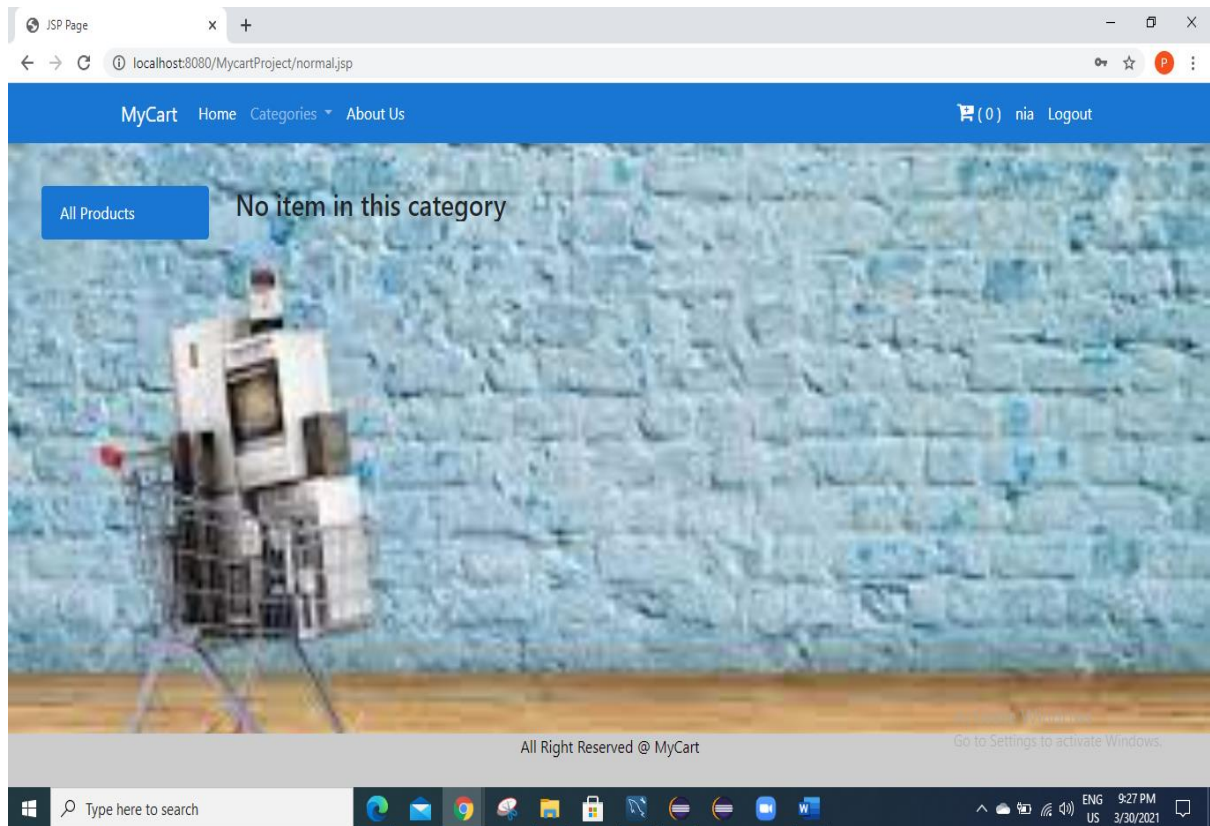 JSP Page
localhost:8080/MycartProject/normal.jsp
P
MyCart Home Categories About Us (0) nia Logout
All Products
No item in this category
All Right Reserved @ MyCart
Go to Settings to activate Windows.
Type here to search
W
ENG 9:27 PM
US 3/30/2021